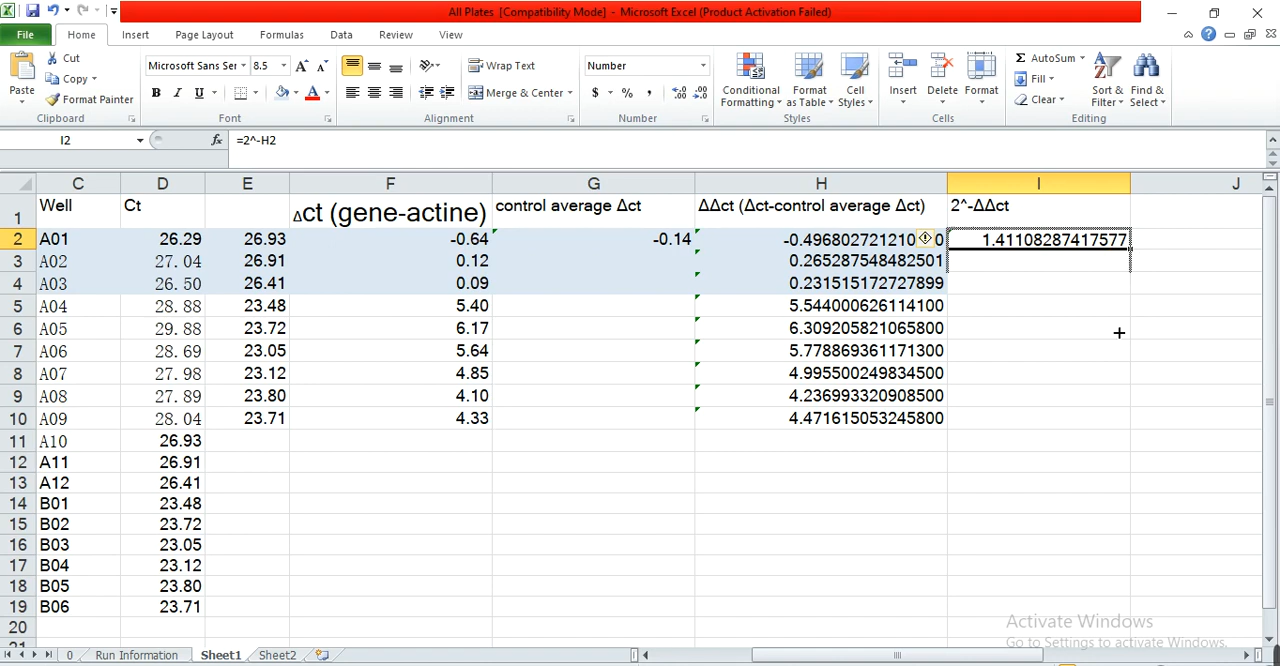 All Plates [Compatibility Mode] - Microsoft Excel (Product Activation Failed)
File Home Insert Page Layout Formulas Data Review View
Paste Cut Copy Format Painter
Microsoft Sans Ser 8.5
Wrap Text Merge & Center
Number
Conditional Formatting Format as Table Cell Styles
Insert Delete Format
AutoSum Fill Clear
Sort & Filter Find & Select
Clipboard Font Alignment Number Styles Cells Editing
I2 fx =2^-H2
C D E F G H I J
1 Well Ct Δct (gene-actine) control average Δct ΔΔct (Δct-control average Δct) 2^-ΔΔct
2 A01 26.29 26.93 -0.64 -0.14 -0.496802721210 0 1.41108287417577
3 A02 27.04 26.91 0.12 0.265287548482501
4 A03 26.50 26.41 0.09 0.231515172727899
5 A04 28.88 23.48 5.40 5.544000626114100
6 A05 29.88 23.72 6.17 6.309205821065800
7 A06 28.69 23.05 5.64 5.778869361171300
8 A07 27.98 23.12 4.85 4.995500249834500
9 A08 27.89 23.80 4.10 4.236993320908500
10 A09 28.04 23.71 4.33 4.471615053245800
11 A10 26.93
12 A11 26.91
13 A12 26.41
14 B01 23.48
15 B02 23.72
16 B03 23.05
17 B04 23.12
18 B05 23.80
19 B06 23.71
20
21
Activate Windows
Go to Settings to activate Windows.
0 Run Information Sheet1 Sheet2